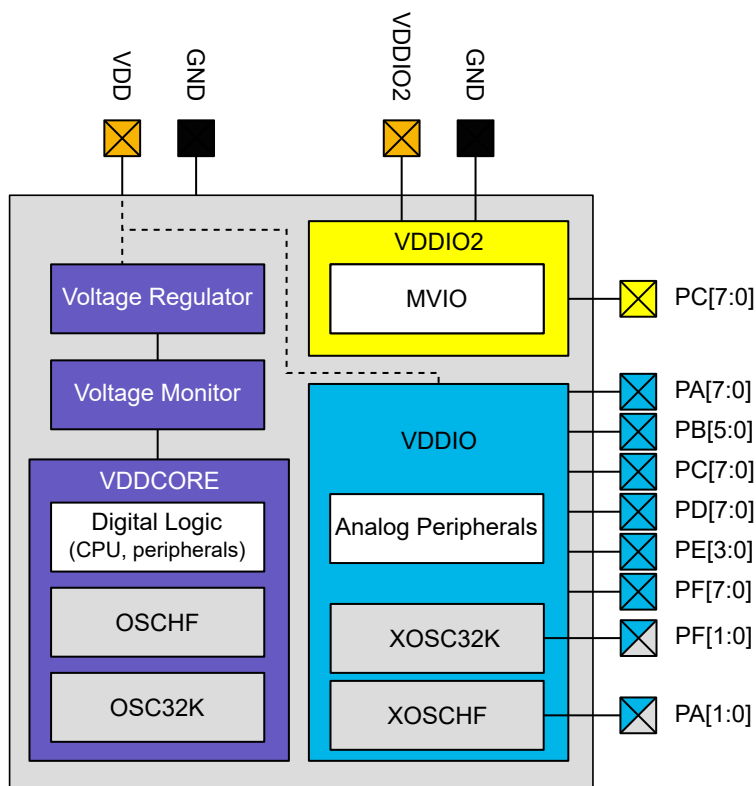 VDD
GND
VDDIO2
GND
VDDIO2
MVIO
PC[7:0]
Voltage Regulator
Voltage Monitor
VDDCORE
Digital Logic
(CPU, peripherals)
OSCHF
OSC32K
VDDIO
Analog Peripherals
XOSC32K
XOSCHF
PA[7:0]
PB[5:0]
PC[7:0]
PD[7:0]
PE[3:0]
PF[7:0]
PF[1:0]
PA[1:0]